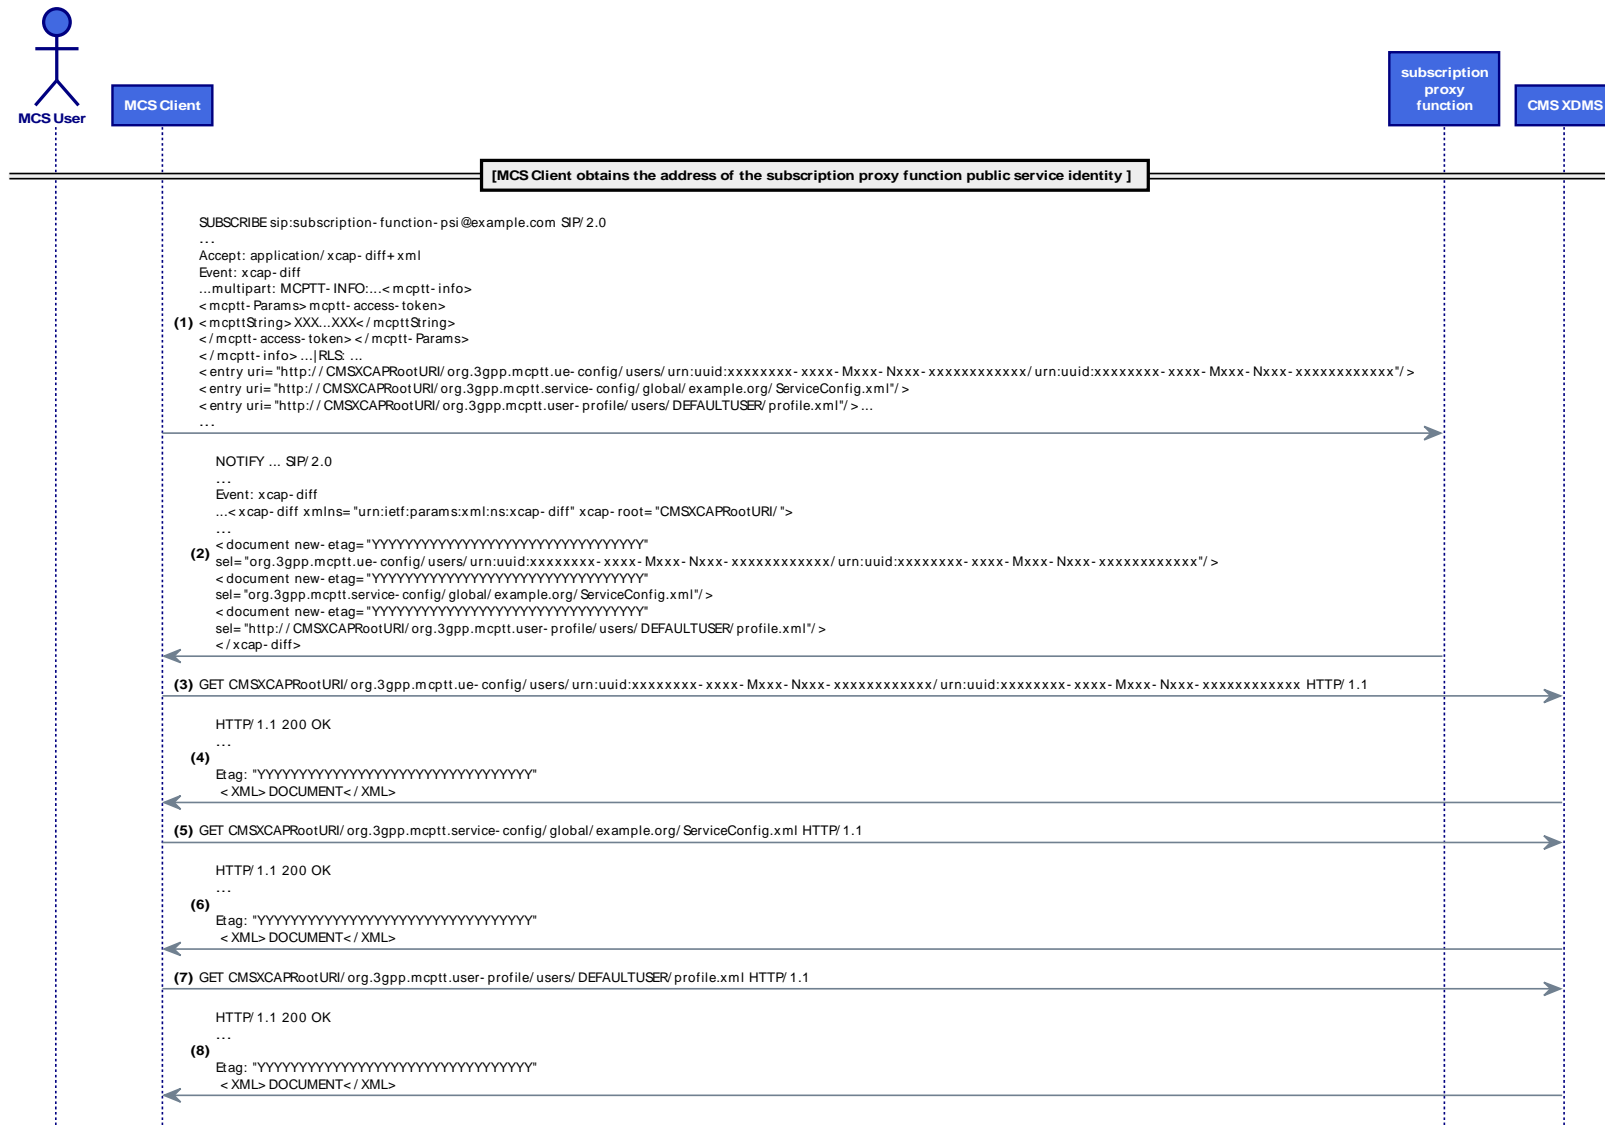 MCS User
MCS Client
subscription
proxy
function
CMS XDMS
[MCS Client obtains the address of the subscription proxy function public service identity ]
SUBSCRIBE sip:subscription-function-psi@example.com SIP/2.0
...
Accept: application/xcap-diff+xml
Event: xcap-diff
...multipart: MCPTT-INFO:...<mcptt-info>
<mcptt-Params>mcptt-access-token>
(1) <mcpttString>XXX...XXX</mcpttString>
</mcptt-access-token></mcptt-Params>
</mcptt-info>...|RLS: ...
<entry uri="http://CMSXCAPRootURI/org.3gpp.mcptt.ue-config/users/urn:uuid:xxxxxxxx-xxxx-Mxxx-Nxxx-xxxxxxxxxxxx/urn:uuid:xxxxxxxx-xxxx-Mxxx-Nxxx-xxxxxxxxxxxx"/>
<entry uri="http://CMSXCAPRootURI/org.3gpp.mcptt.service-config/global/example.org/ServiceConfig.xml"/>
<entry uri="http://CMSXCAPRootURI/org.3gpp.mcptt.user-profile/users/DEFAULTUSER/profile.xml"/>...
...
NOTIFY ... SIP/2.0
...
Event: xcap-diff
...<xcap-diff xmlns="urn:ietf:params:xml:ns:xcap-diff" xcap-root="CMSXCAPRootURI/">
...
<document new-etag="YYYYYYYYYYYYYYYYYYYYYYYYYYYYYYYYY"
(2) sel="org.3gpp.mcptt.ue-config/users/urn:uuid:xxxxxxxx-xxxx-Mxxx-Nxxx-xxxxxxxxxxxx/urn:uuid:xxxxxxxx-xxxx-Mxxx-Nxxx-xxxxxxxxxxxx"/>
<document new-etag="YYYYYYYYYYYYYYYYYYYYYYYYYYYYYYYYY"
sel="org.3gpp.mcptt.service-config/global/example.org/ServiceConfig.xml"/>
<document new-etag="YYYYYYYYYYYYYYYYYYYYYYYYYYYYYYYYY"
sel="http://CMSXCAPRootURI/org.3gpp.mcptt.user-profile/users/DEFAULTUSER/profile.xml"/>
</xcap-diff>
(3) GET CMSXCAPRootURI/org.3gpp.mcptt.ue-config/users/urn:uuid:xxxxxxxx-xxxx-Mxxx-Nxxx-xxxxxxxxxxxx/urn:uuid:xxxxxxxx-xxxx-Mxxx-Nxxx-xxxxxxxxxxxx HTTP/1.1
HTTP/1.1 200 OK
...
(4)
Etag: "YYYYYYYYYYYYYYYYYYYYYYYYYYYYYYYYY"
<XML>DOCUMENT</XML>
(5) GET CMSXCAPRootURI/org.3gpp.mcptt.service-config/global/example.org/ServiceConfig.xml HTTP/1.1
HTTP/1.1 200 OK
...
(6)
Etag: "YYYYYYYYYYYYYYYYYYYYYYYYYYYYYYYYY"
<XML>DOCUMENT</XML>
(7) GET CMSXCAPRootURI/org.3gpp.mcptt.user-profile/users/DEFAULTUSER/profile.xml HTTP/1.1
HTTP/1.1 200 OK
...
(8)
Etag: "YYYYYYYYYYYYYYYYYYYYYYYYYYYYYYYYY"
<XML>DOCUMENT</XML>